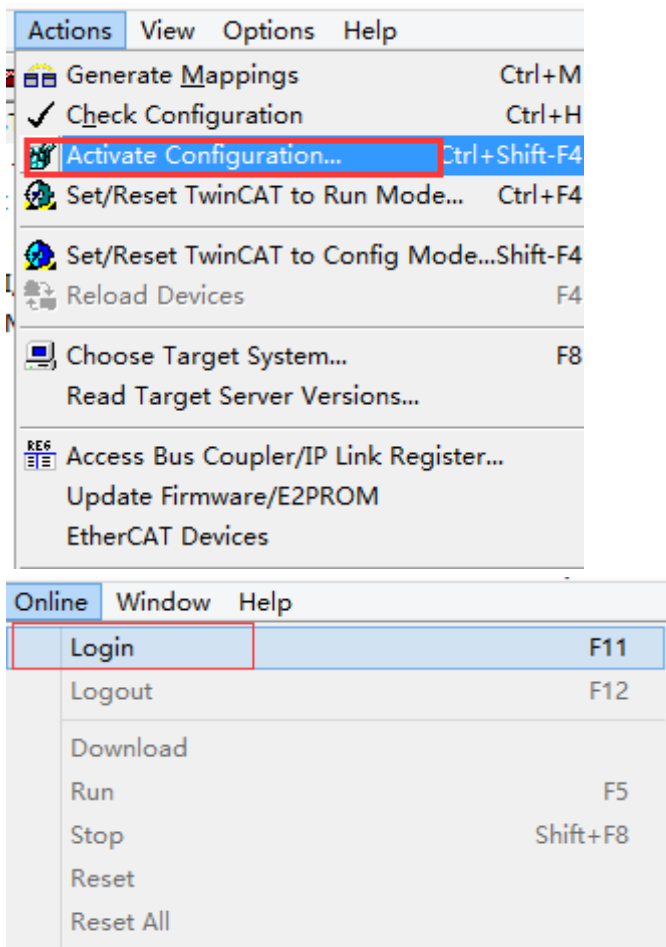 Actions View Options Help
Generate Mappings Ctrl+M
Check Configuration Ctrl+H
Activate Configuration... Ctrl+Shift-F4
Set/Reset TwinCAT to Run Mode... Ctrl+F4
Set/Reset TwinCAT to Config Mode...Shift-F4
Reload Devices F4
Choose Target System... F8
Read Target Server Versions...
REG Access Bus Coupler/IP Link Register...
Update Firmware/E2PROM
EtherCAT Devices
Online Window Help
Login F11
Logout F12
Download
Run F5
Stop Shift+F8
Reset
Reset All